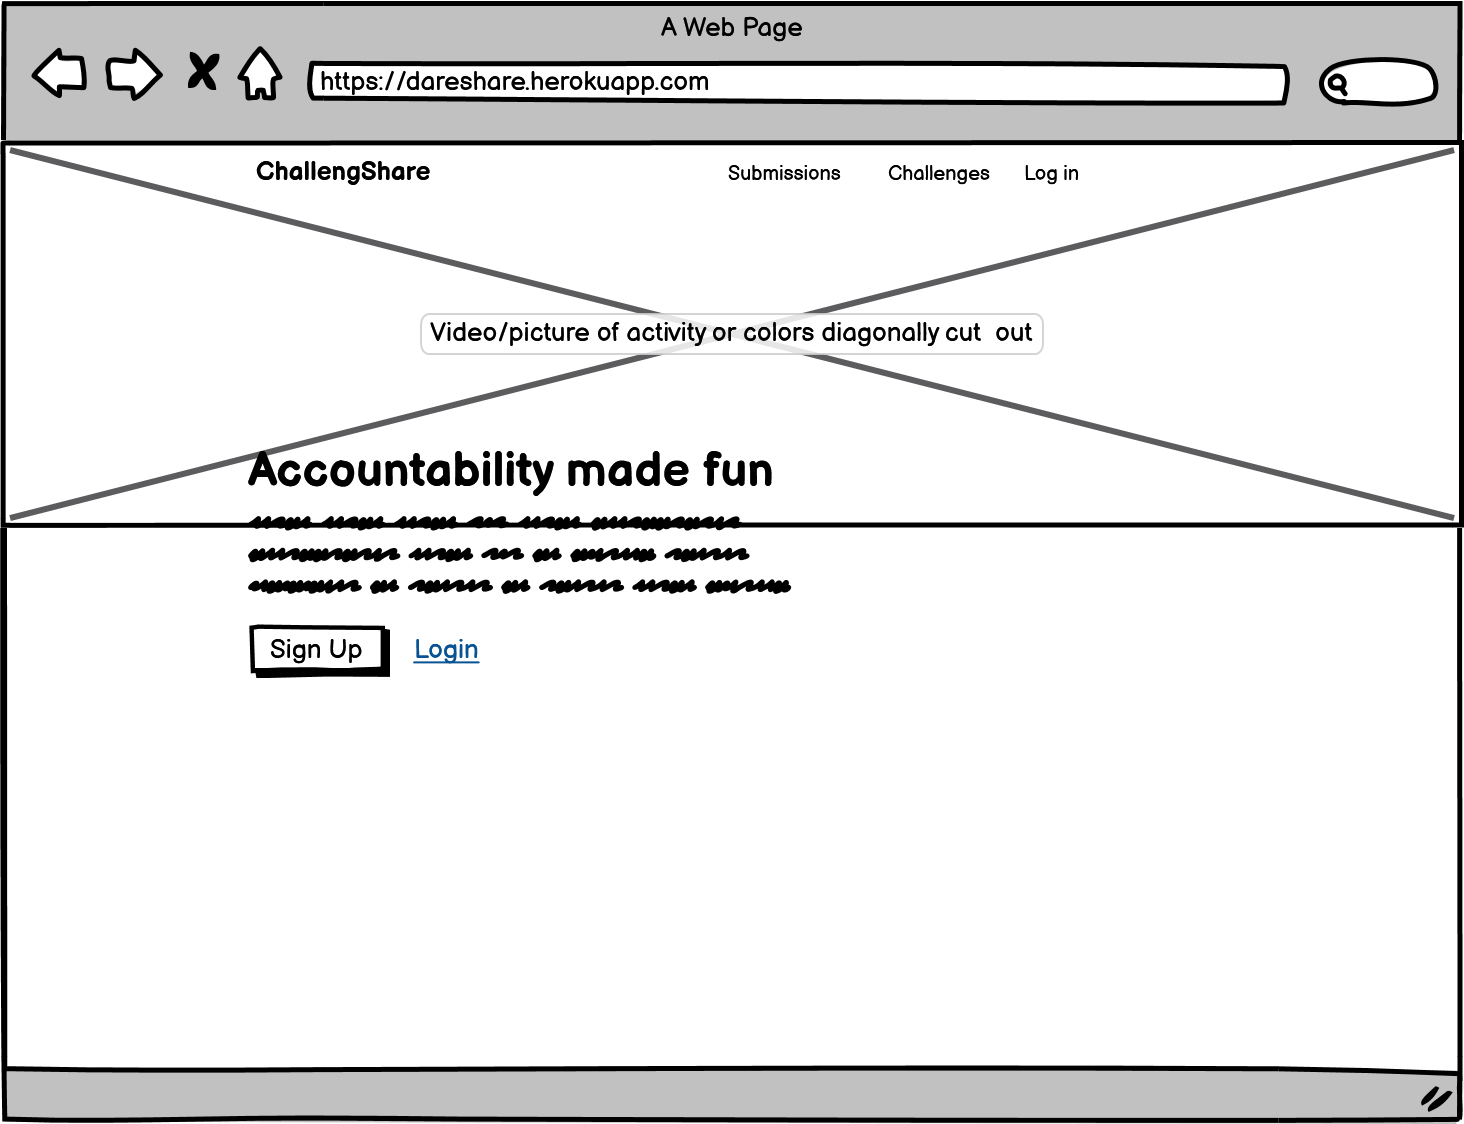 A Web Page
https://dareshare.herokuapp.com
ChallengShare Submissions Challenges Log in
Video/picture of activity or colors diagonally cut out
Accountability made fun
Sign Up Login